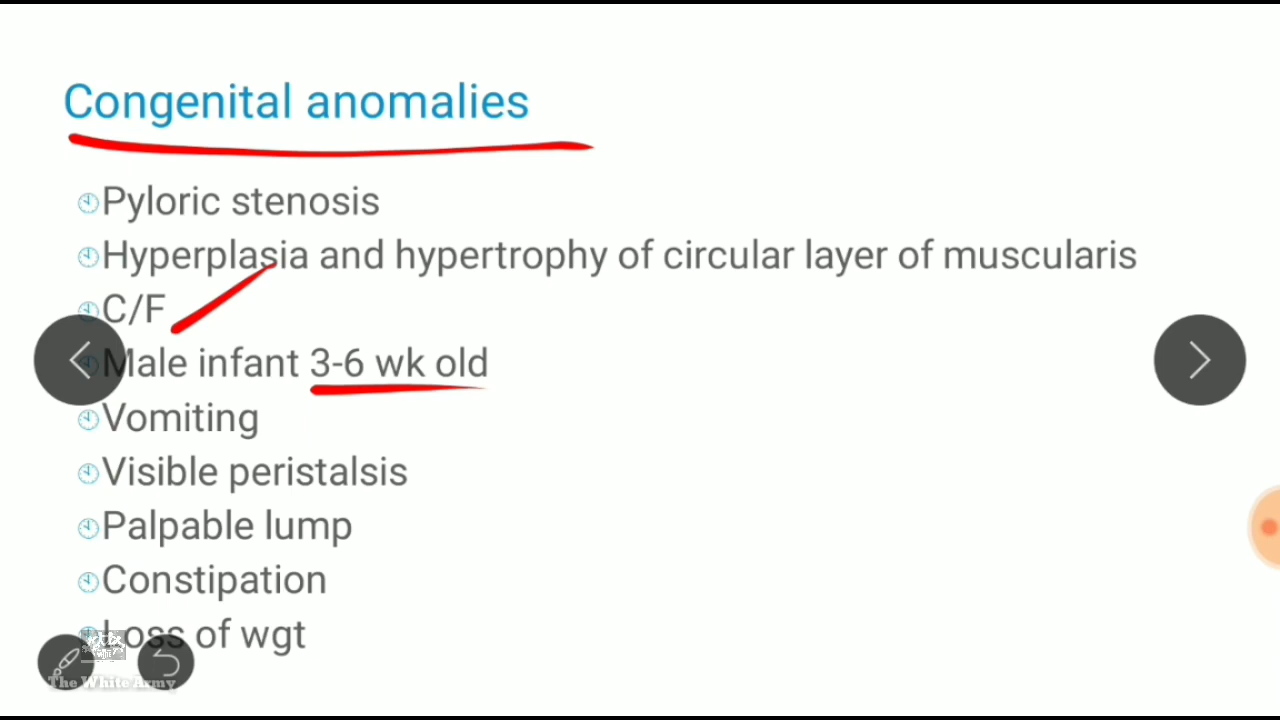 Congenital anomalies
Pyloric stenosis
Hyperplasia and hypertrophy of circular layer of muscularis
C/F
Male infant 3-6 wk old
Vomiting
Visible peristalsis
Palpable lump
Constipation
Loss of wgt
The White Army